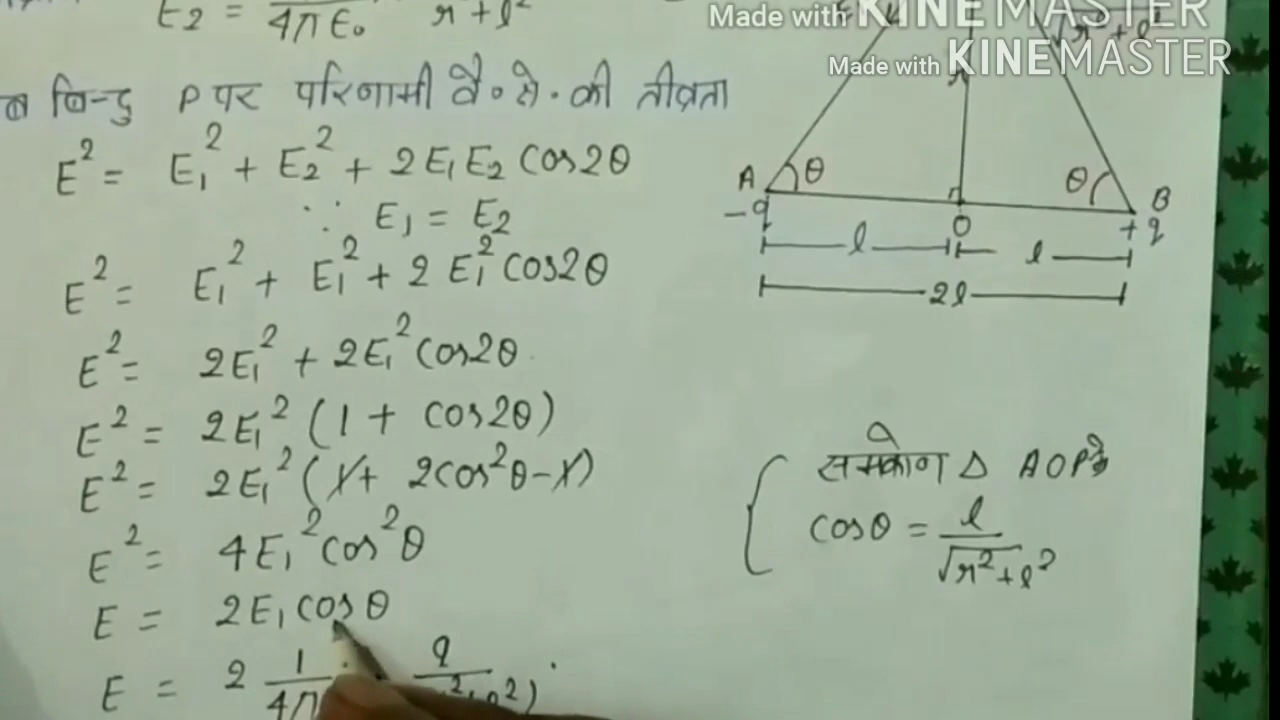 E₂ = 1/4πε₀ q/r²+l²
Made with KINEMASTER
Made with KINEMASTER
√r²+l²
बिन्दु P पर परिणामी वै॰ क्षे॰ की तीव्रता
E² = E₁² + E₂² + 2E₁E₂ cos2θ
∵ E₁ = E₂
E² = E₁² + E₁² + 2E₁² cos2θ
E² = 2E₁² + 2E₁² cos2θ
E² = 2E₁² (1 + cos2θ)
E² = 2E₁² (1 + 2cos²θ - 1)
E² = 4E₁² cos²θ
E = 2E₁ cosθ
E = 2 1/4π q
A θ θ B
-q O +q
l l
2l
समकोण Δ AOP से
cosθ = l/√r²+l²